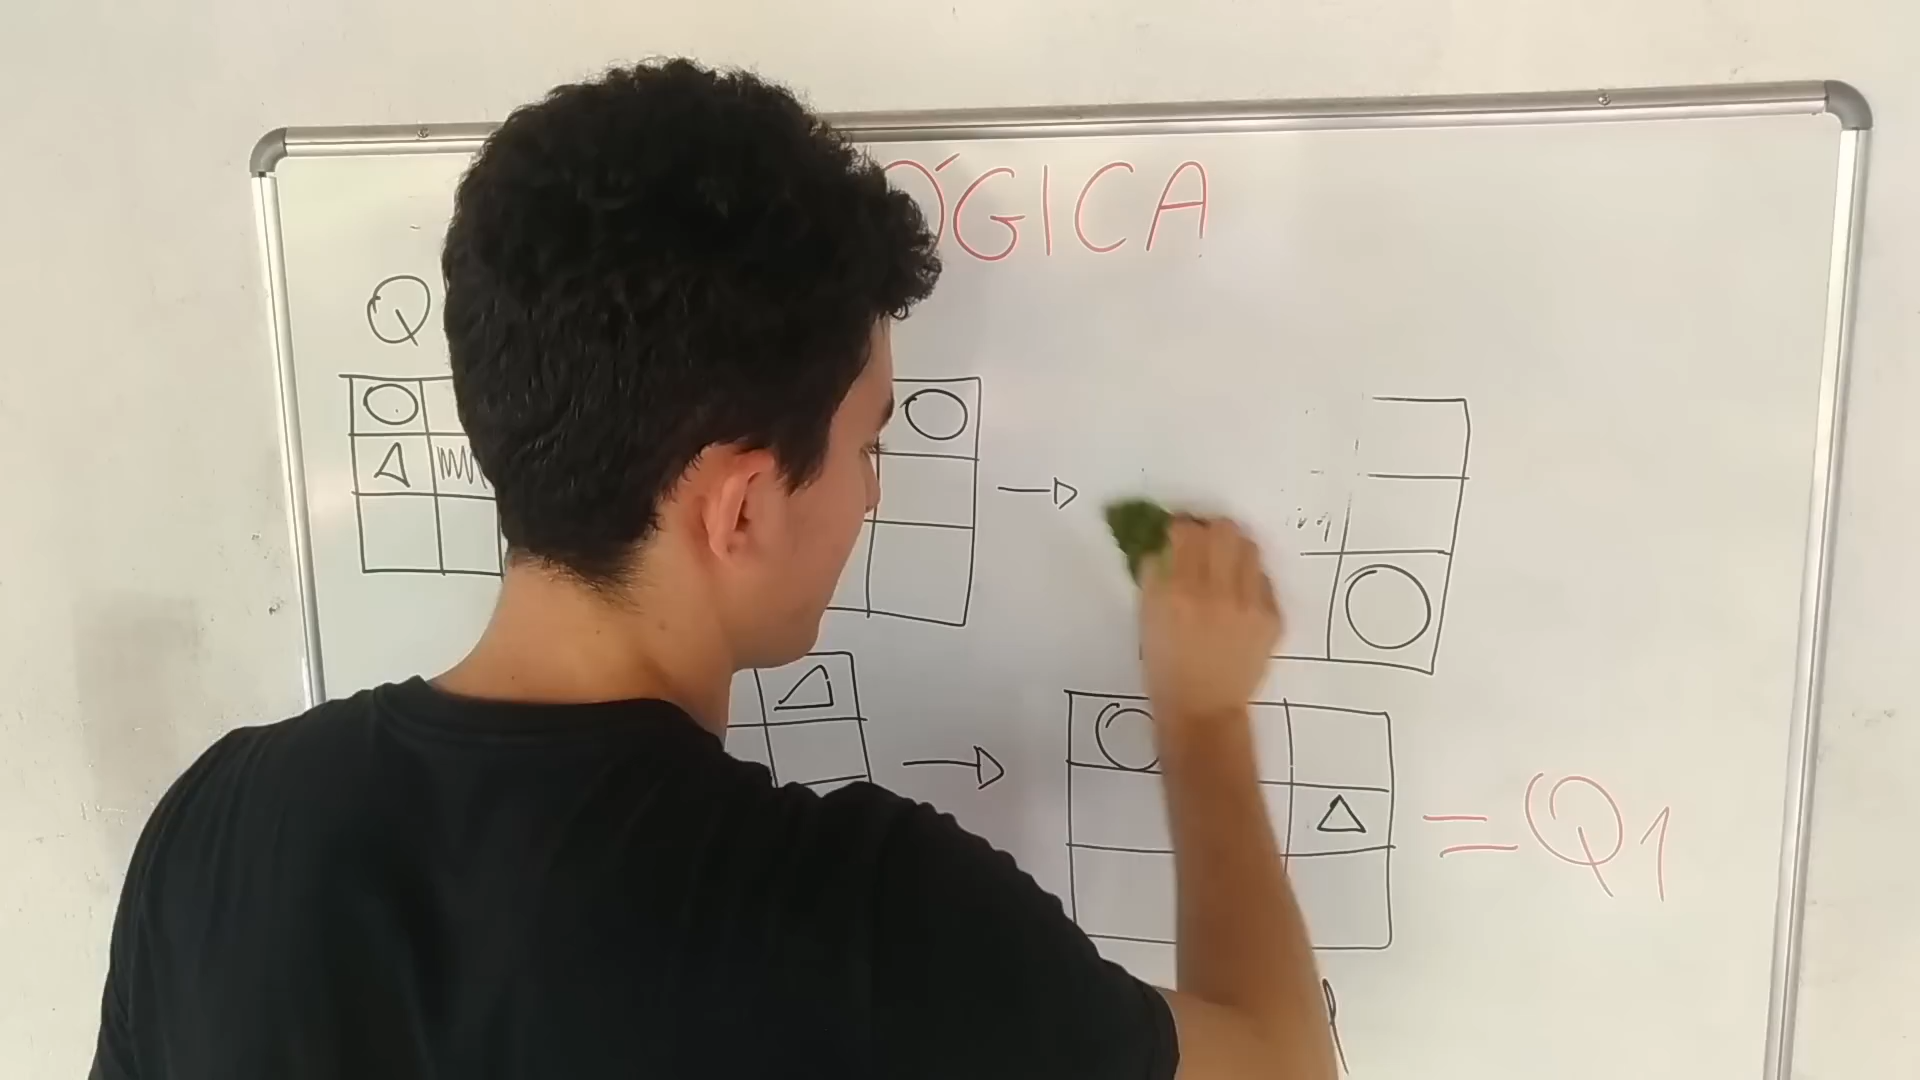 ÓGICA
Q
= Q1